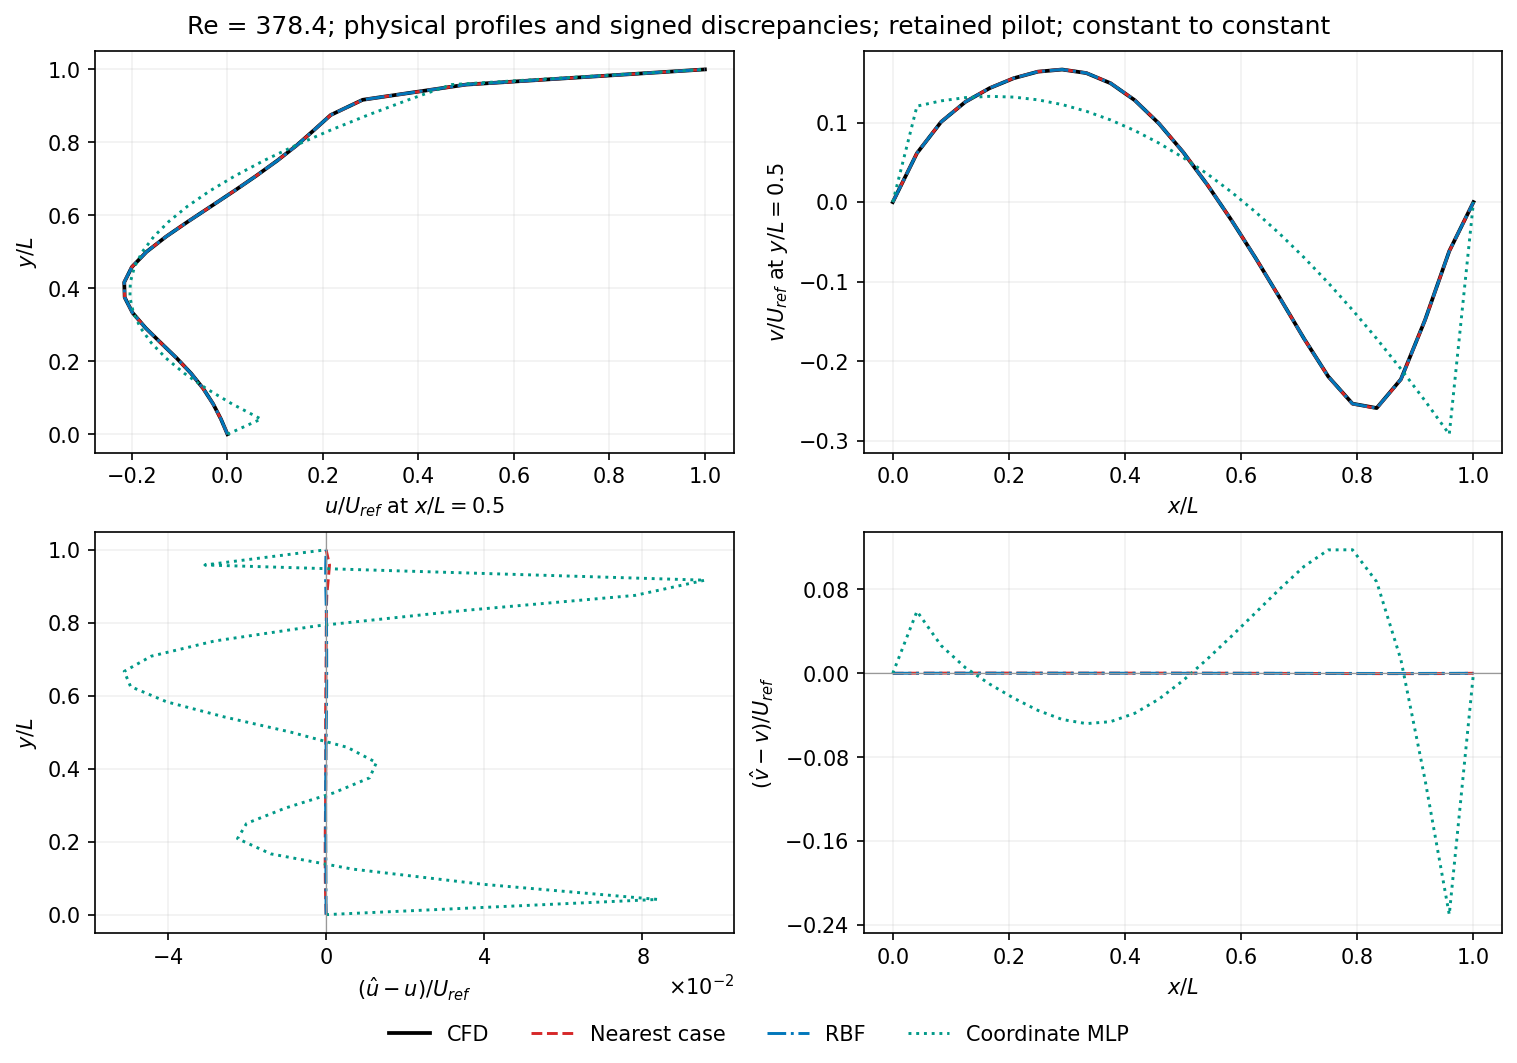 Re = 378.4; physical profiles and signed discrepancies; retained pilot; constant to constant
1.0
0.8
0.6
0.4
0.2
0.0
y/L
−0.2 0.0 0.2 0.4 0.6 0.8 1.0
u/U_ref at x/L = 0.5
0.1
0.0
−0.1
−0.2
−0.3
v/U_ref at y/L = 0.5
0.0 0.2 0.4 0.6 0.8 1.0
x/L
1.0
0.8
0.6
0.4
0.2
0.0
y/L
−4 0 4 8
(û − u)/U_ref
×10⁻²
0.08
0.00
−0.08
−0.16
−0.24
(v̂ − v)/U_ref
0.0 0.2 0.4 0.6 0.8 1.0
x/L
CFD Nearest case RBF Coordinate MLP